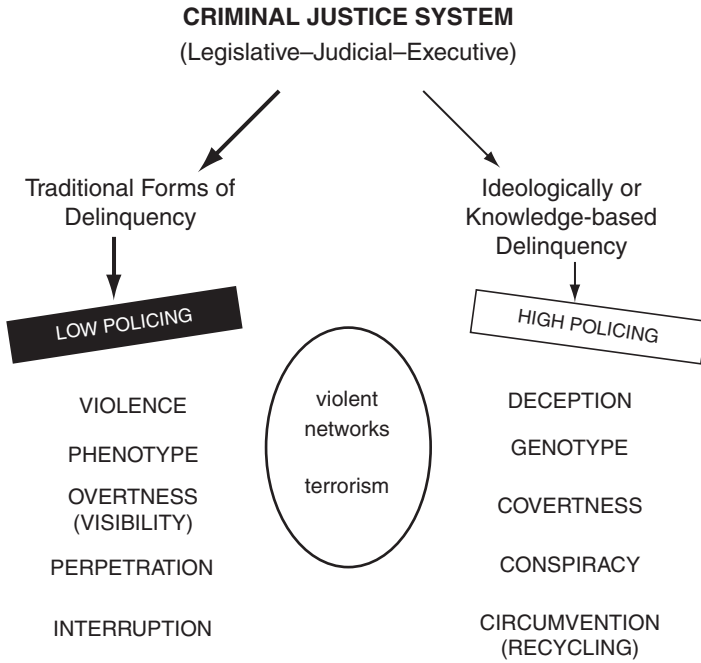 CRIMINAL JUSTICE SYSTEM
(Legislative–Judicial–Executive)
Traditional Forms of
Delinquency
Ideologically or
Knowledge-based
Delinquency
LOW POLICING
HIGH POLICING
VIOLENCE
PHENOTYPE
OVERTNESS
(VISIBILITY)
PERPETRATION
INTERRUPTION
violent
networks
terrorism
DECEPTION
GENOTYPE
COVERTNESS
CONSPIRACY
CIRCUMVENTION
(RECYCLING)